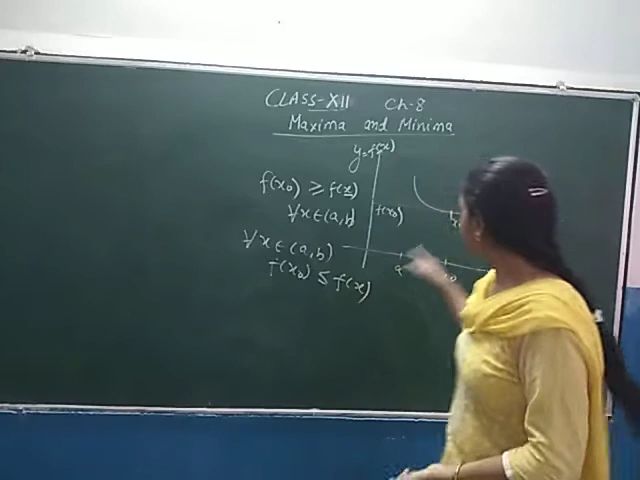 CLASS-XII Ch-8
Maxima and Minima
y=f(x)
f(x₀) ≥ f(x)
∀x∈(a,b)
f(x₀)
∀x∈(a,b)
f(x₀) ≤ f(x)
a